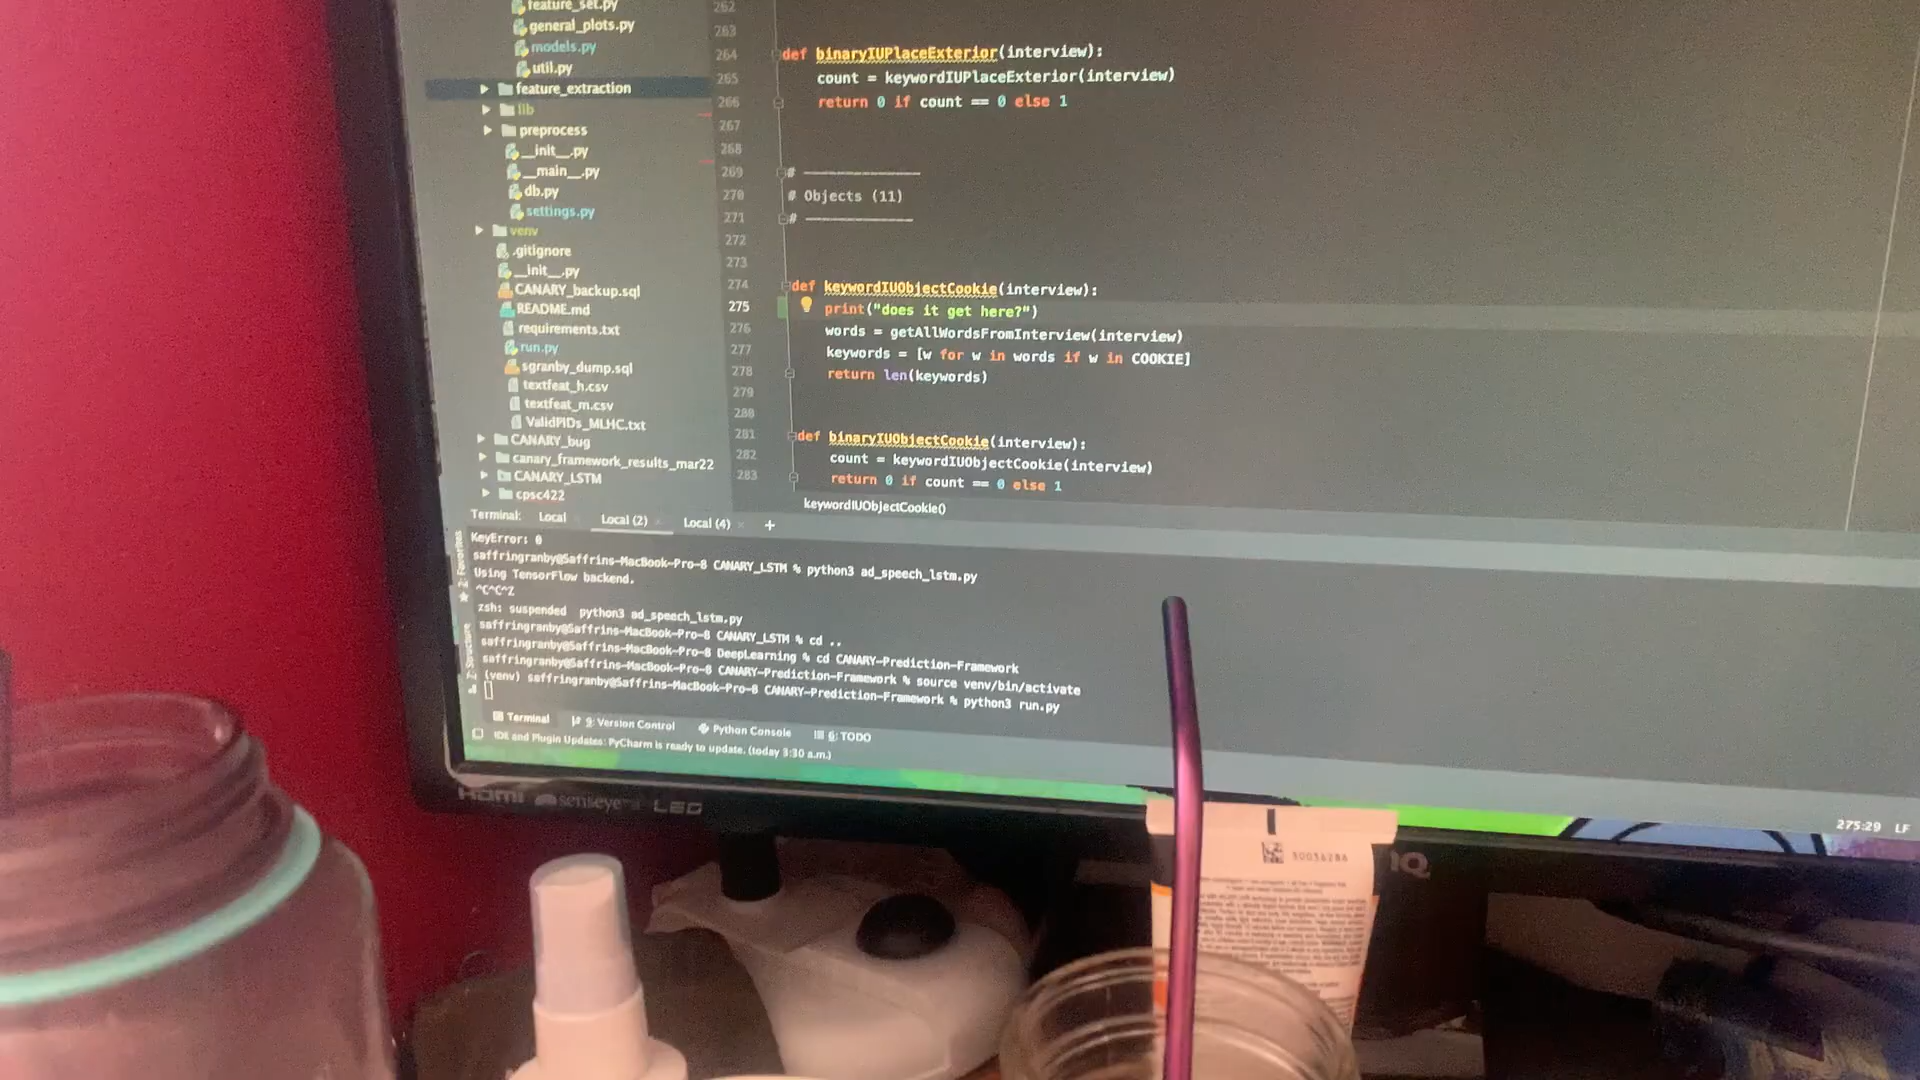 feature_set.py
general_plots.py
models.py
util.py
feature_extraction
lib
preprocess
__init__.py
__main__.py
db.py
settings.py
venv
.gitignore
__init__.py
CANARY_backup.sql
README.md
requirements.txt
run.py
sgranby_dump.sql
textfeat_h.csv
textfeat_m.csv
ValidPIDs_MLHC.txt
CANARY_bug
canary_framework_results_mar22
CANARY_LSTM
cpsc422
262
263
264 def binaryIUPlaceExterior(interview):
265 count = keywordIUPlaceExterior(interview)
266 return 0 if count == 0 else 1
267
268
269 # ——————————
270 # Objects (11)
271 # ——————————
272
273
274 def keywordIUObjectCookie(interview):
275 print("does it get here?")
276 words = getAllWordsFromInterview(interview)
277 keywords = [w for w in words if w in COOKIE]
278 return len(keywords)
279
280
281 def binaryIUObjectCookie(interview):
282 count = keywordIUObjectCookie(interview)
283 return 0 if count == 0 else 1
keywordIUObjectCookie()
Terminal: Local Local (2) × Local (4) × +
KeyError: 0
saffringranby@Saffrins-MacBook-Pro-8 CANARY_LSTM % python3 ad_speech_lstm.py
Using TensorFlow backend.
^C^C^Z
zsh: suspended python3 ad_speech_lstm.py
saffringranby@Saffrins-MacBook-Pro-8 CANARY_LSTM % cd ..
saffringranby@Saffrins-MacBook-Pro-8 DeepLearning % cd CANARY-Prediction-Framework
saffringranby@Saffrins-MacBook-Pro-8 CANARY-Prediction-Framework % source venv/bin/activate
(venv) saffringranby@Saffrins-MacBook-Pro-8 CANARY-Prediction-Framework % python3 run.py
2: Favorites
Z: Structure
Terminal 9: Version Control Python Console 6: TODO
IDE and Plugin Updates: PyCharm is ready to update. (today 3:30 a.m.)
275:29 LF
HDMI senseye LED
IQ